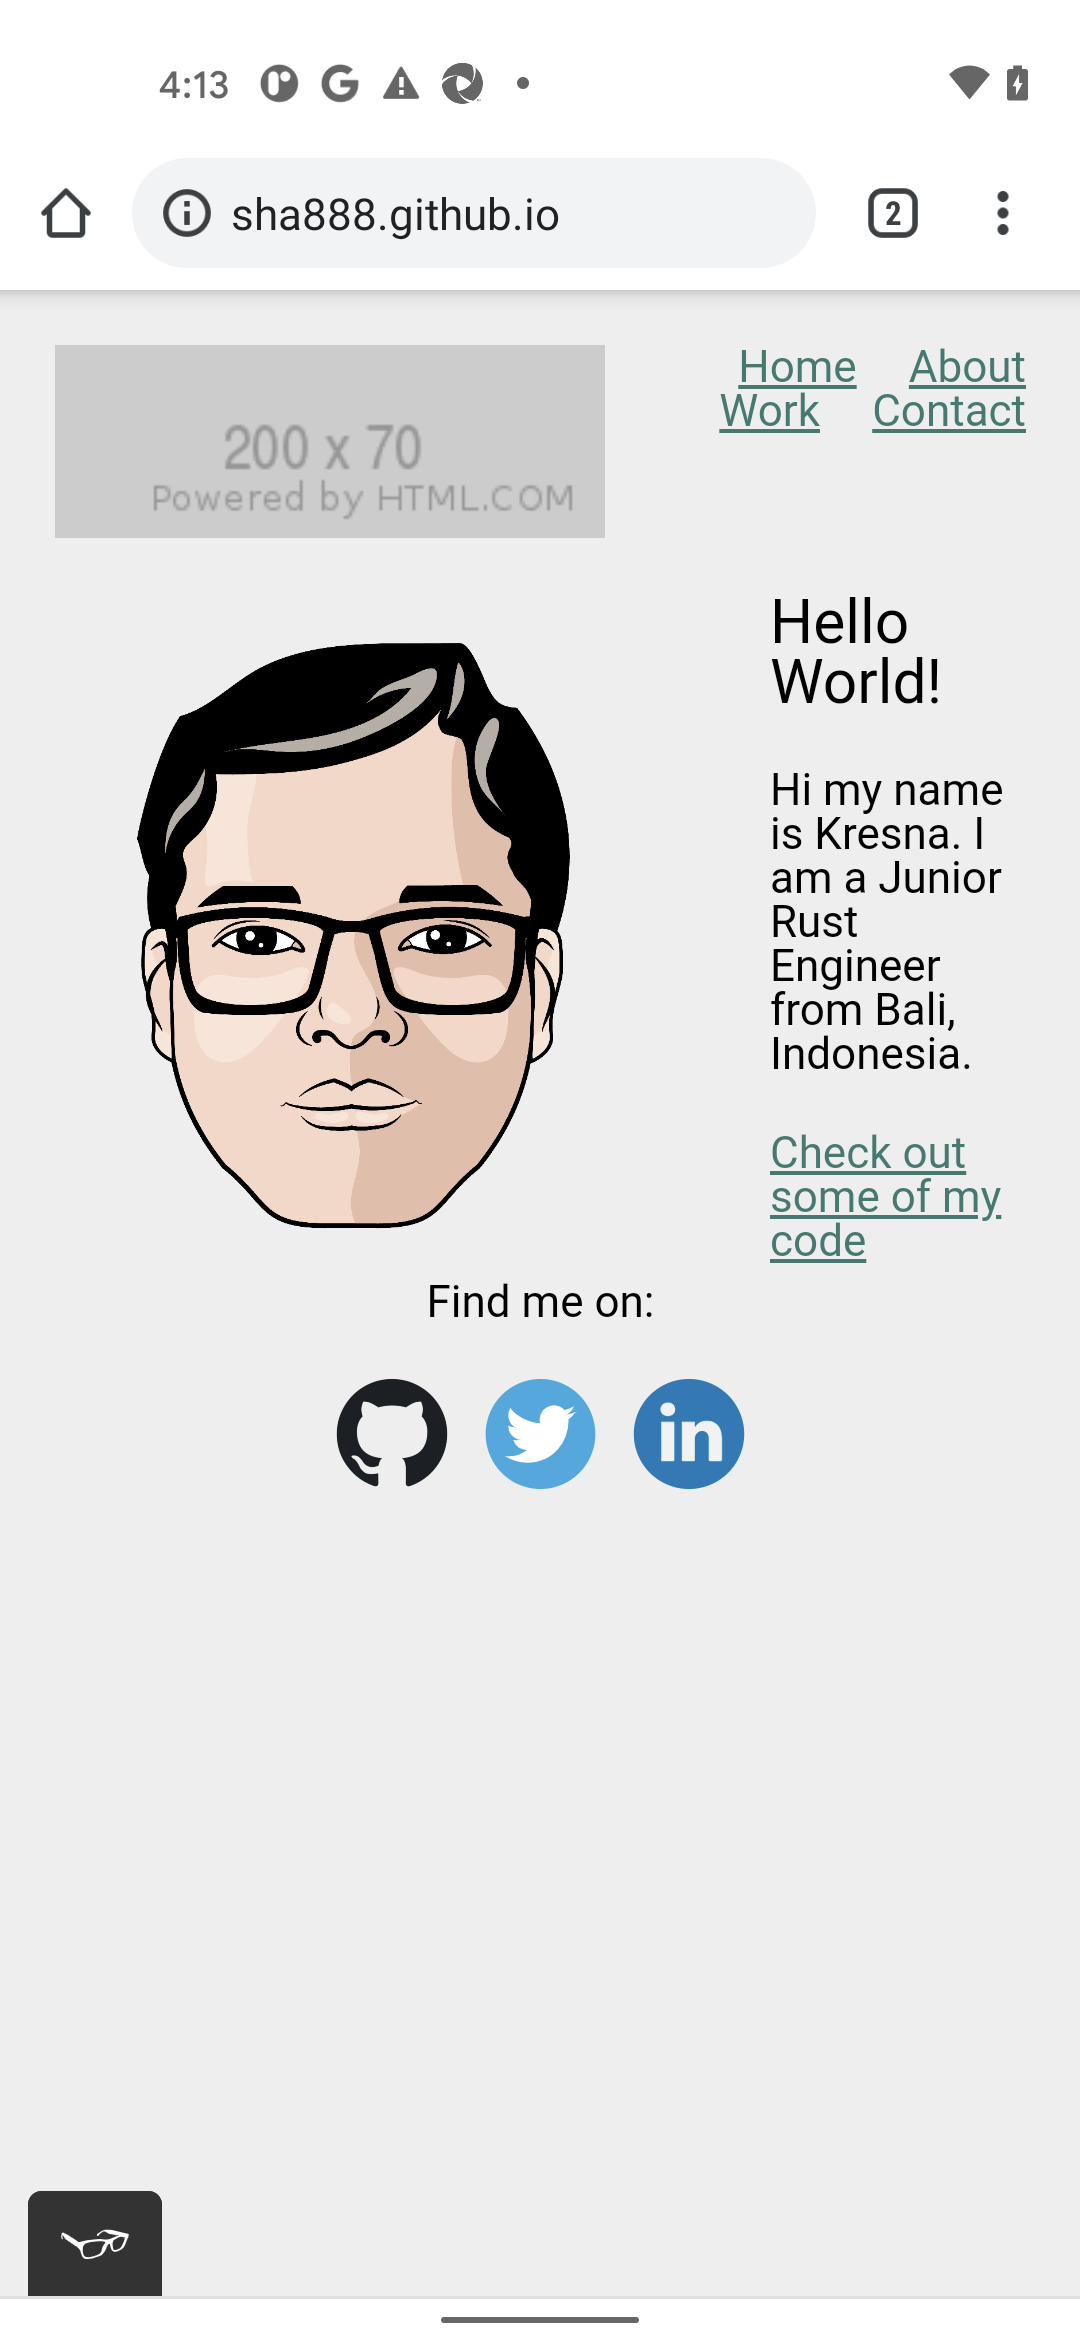 4:13
sha888.github.io
2
200 x 70
Powered by HTML.COM
Home About
Work Contact
Hello
World!
Hi my name
is Kresna. I
am a Junior
Rust
Engineer
from Bali,
Indonesia.
Check out
some of my
code
Find me on:
in